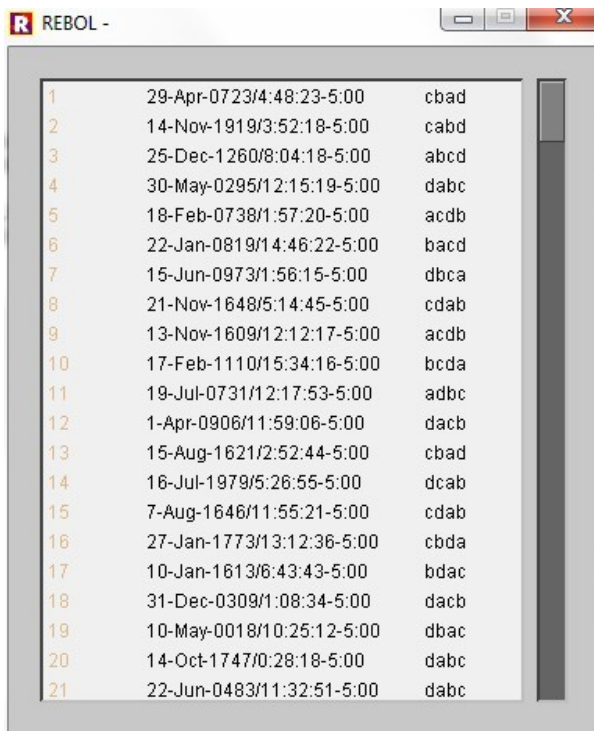 R REBOL -
1 29-Apr-0723/4:48:23-5:00 cbad
2 14-Nov-1919/3:52:18-5:00 cabd
3 25-Dec-1260/8:04:18-5:00 abcd
4 30-May-0295/12:15:19-5:00 dabc
5 18-Feb-0738/1:57:20-5:00 acdb
6 22-Jan-0819/14:46:22-5:00 bacd
7 15-Jun-0973/1:56:15-5:00 dbca
8 21-Nov-1648/5:14:45-5:00 cdab
9 13-Nov-1609/12:12:17-5:00 acdb
10 17-Feb-1110/15:34:16-5:00 bcda
11 19-Jul-0731/12:17:53-5:00 adbc
12 1-Apr-0906/11:59:06-5:00 dacb
13 15-Aug-1621/2:52:44-5:00 cbad
14 16-Jul-1979/5:26:55-5:00 dcab
15 7-Aug-1646/11:55:21-5:00 cdab
16 27-Jan-1773/13:12:36-5:00 cbda
17 10-Jan-1613/6:43:43-5:00 bdac
18 31-Dec-0309/1:08:34-5:00 dacb
19 10-May-0018/10:25:12-5:00 dbac
20 14-Oct-1747/0:28:18-5:00 dabc
21 22-Jun-0483/11:32:51-5:00 dabc